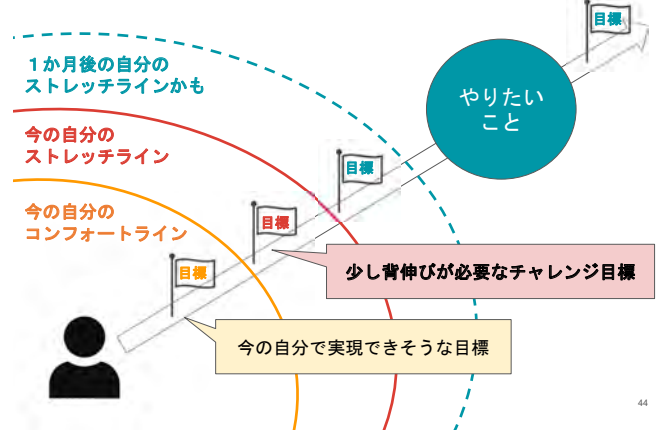 目標
１か月後の自分の
ストレッチラインかも
やりたい
こと
今の自分の
ストレッチライン
目標
今の自分の
コンフォートライン
目標
目標
少し背伸びが必要なチャレンジ目標
今の自分で実現できそうな目標
44